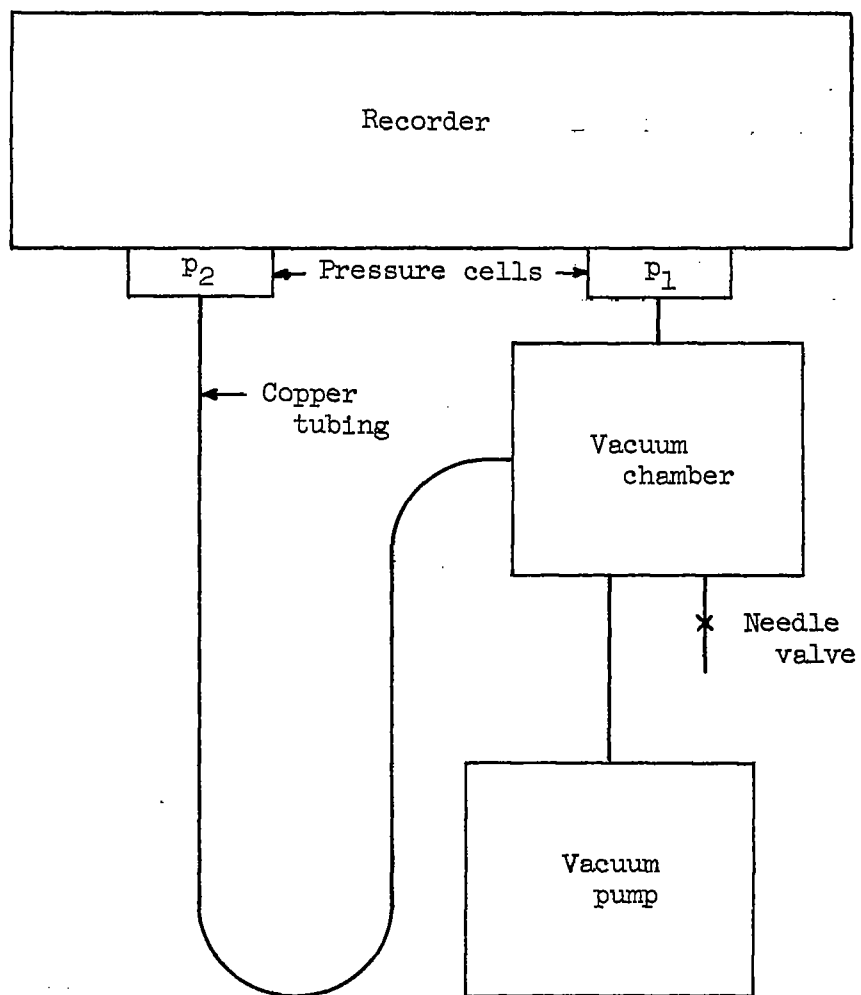 Recorder
p2
Pressure cells
p1
Copper
tubing
Vacuum
chamber
Needle
valve
Vacuum
pump